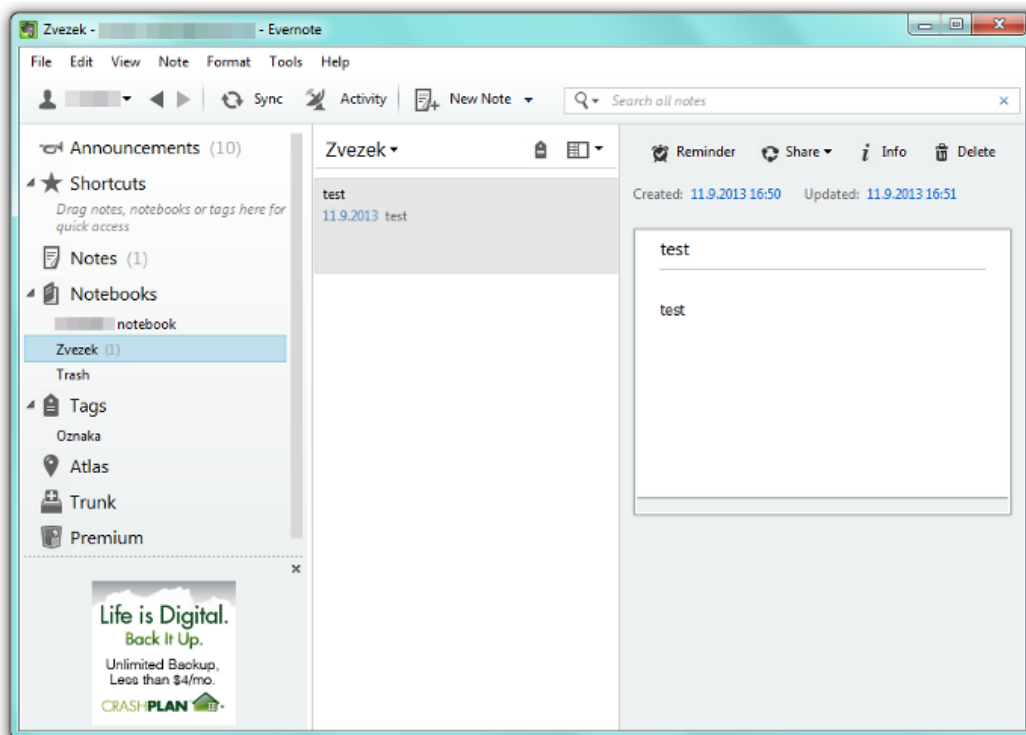 Zvezek - - Evernote
File Edit View Note Format Tools Help
Sync Activity New Note Search all notes
Announcements (10)
Shortcuts
Drag notes, notebooks or tags here for
quick access
Notes (1)
Notebooks
notebook
Zvezek (1)
Trash
Tags
Oznaka
Atlas
Trunk
Premium
Life is Digital.
Back It Up.
Unlimited Backup,
Less than $4/mo.
CRASHPLAN
Zvezek
test
11.9.2013 test
Reminder Share Info Delete
Created: 11.9.2013 16:50 Updated: 11.9.2013 16:51
test
test